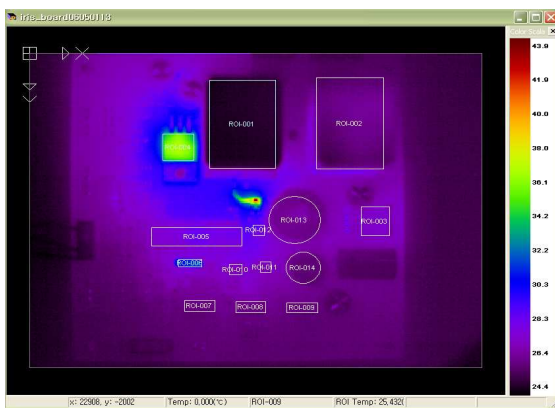 iris_board06050113
Color Scale
43.9
41.9
40.0
38.0
36.1
34.2
32.2
30.3
28.3
26.4
24.4
ROI-001
ROI-002
ROI-004
ROI-013
ROI-003
ROI-012
ROI-005
ROI-006
ROI-010
ROI-011
ROI-014
ROI-007
ROI-008
ROI-009
x: 22908, y: -2002
Temp: 0,000(℃)
ROI-009
ROI Temp: 25,432(